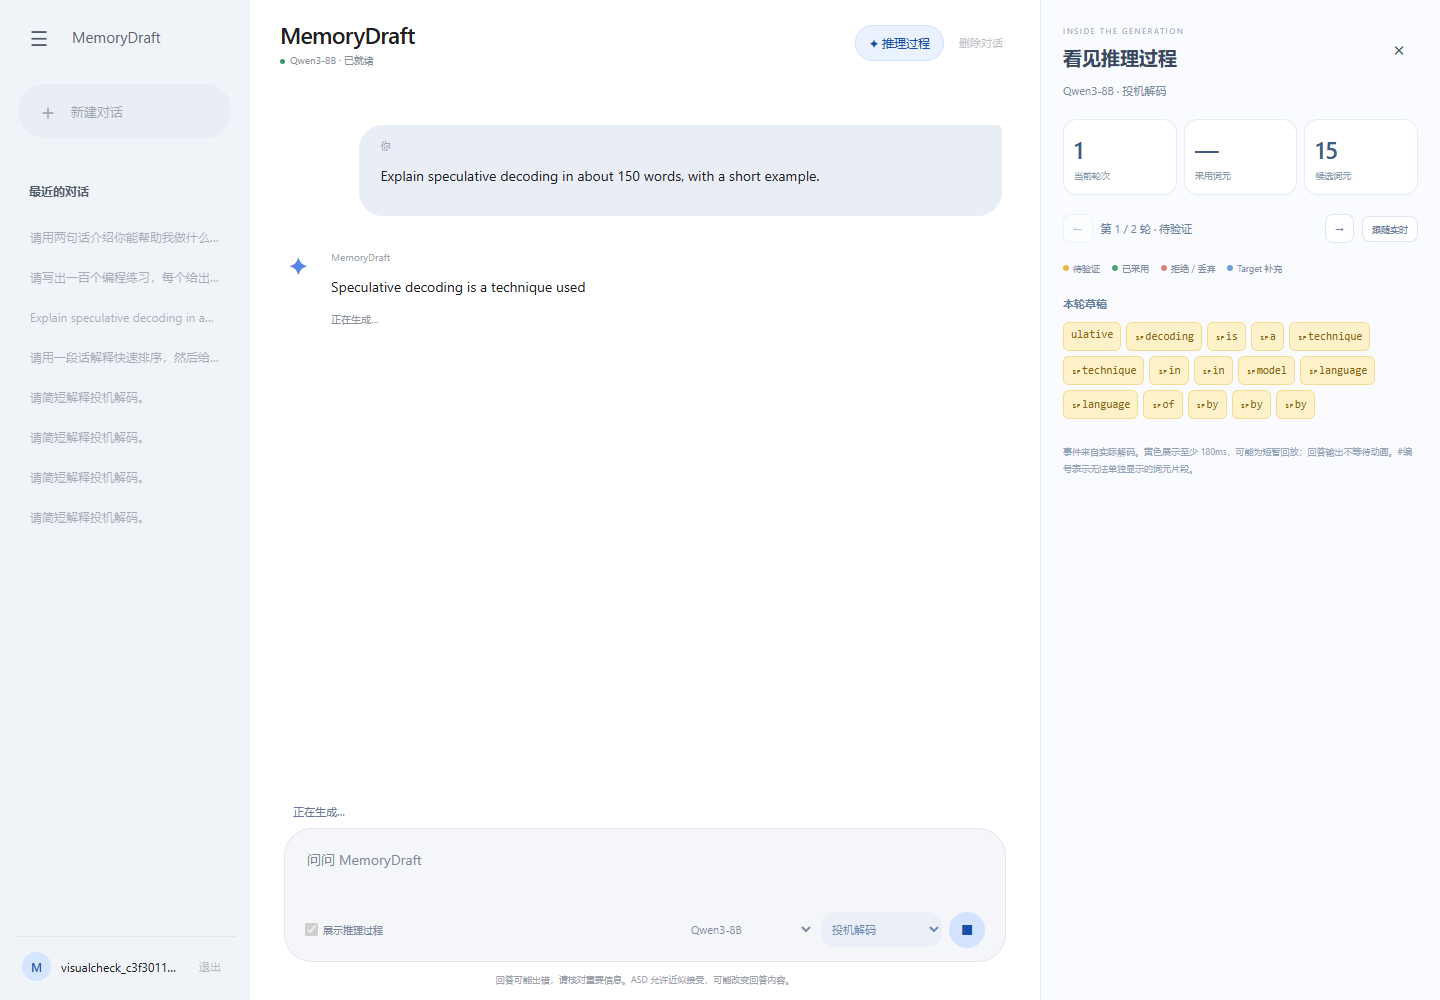 MemoryDraft
新建对话
最近的对话
请用两句话介绍你能帮助我做什么...
请写出一百个编程练习，每个给出...
Explain speculative decoding in a...
请用一段话解释快速排序，然后给...
请简短解释投机解码。
请简短解释投机解码。
请简短解释投机解码。
请简短解释投机解码。
M visualcheck_c3f3011... 退出
MemoryDraft
Qwen3-8B · 已就绪
✦ 推理过程 删除对话
你
Explain speculative decoding in about 150 words, with a short example.
MemoryDraft
Speculative decoding is a technique used
正在生成...
正在生成...
问问 MemoryDraft
展示推理过程 Qwen3-8B 投机解码
回答可能出错，请核对重要信息。ASD 允许近似接受，可能改变回答内容。
INSIDE THE GENERATION
看见推理过程
Qwen3-8B · 投机解码
1 — 15
当前轮次 采用词元 候选词元
← 第 1 / 2 轮 · 待验证 → 跟随实时
待验证 已采用 拒绝 / 丢弃 Target 补充
本轮草稿
ulative ␠decoding ␠is ␠a ␠technique
␠technique ␠in ␠in ␠model ␠language
␠language ␠of ␠by ␠by ␠by
事件来自实际解码。黄色展示至少 180ms，可能为短暂回放；回答输出不等待动画。#编
号表示无法单独显示的词元片段。